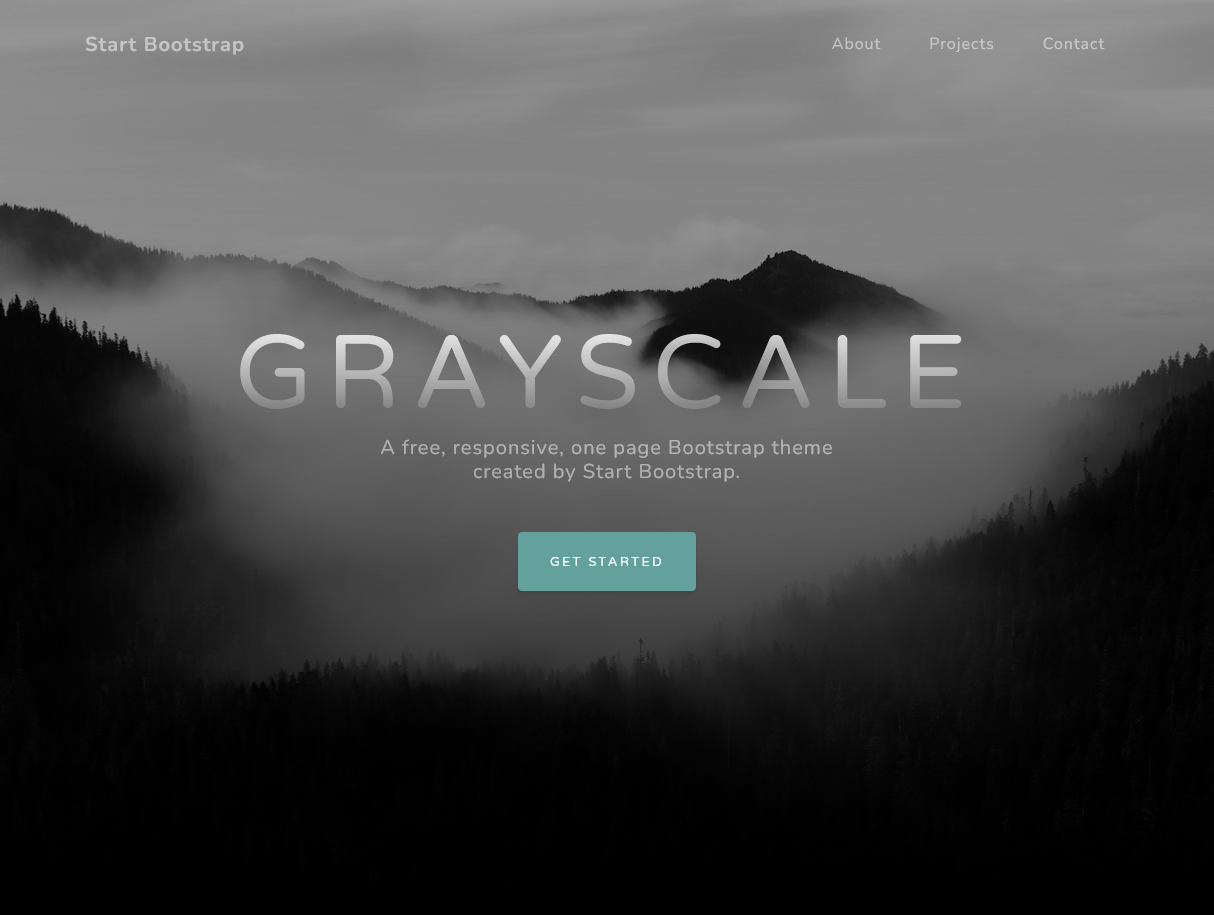 Start Bootstrap
About
Projects
Contact
GRAYSCALE
A free, responsive, one page Bootstrap theme
created by Start Bootstrap.
GET STARTED